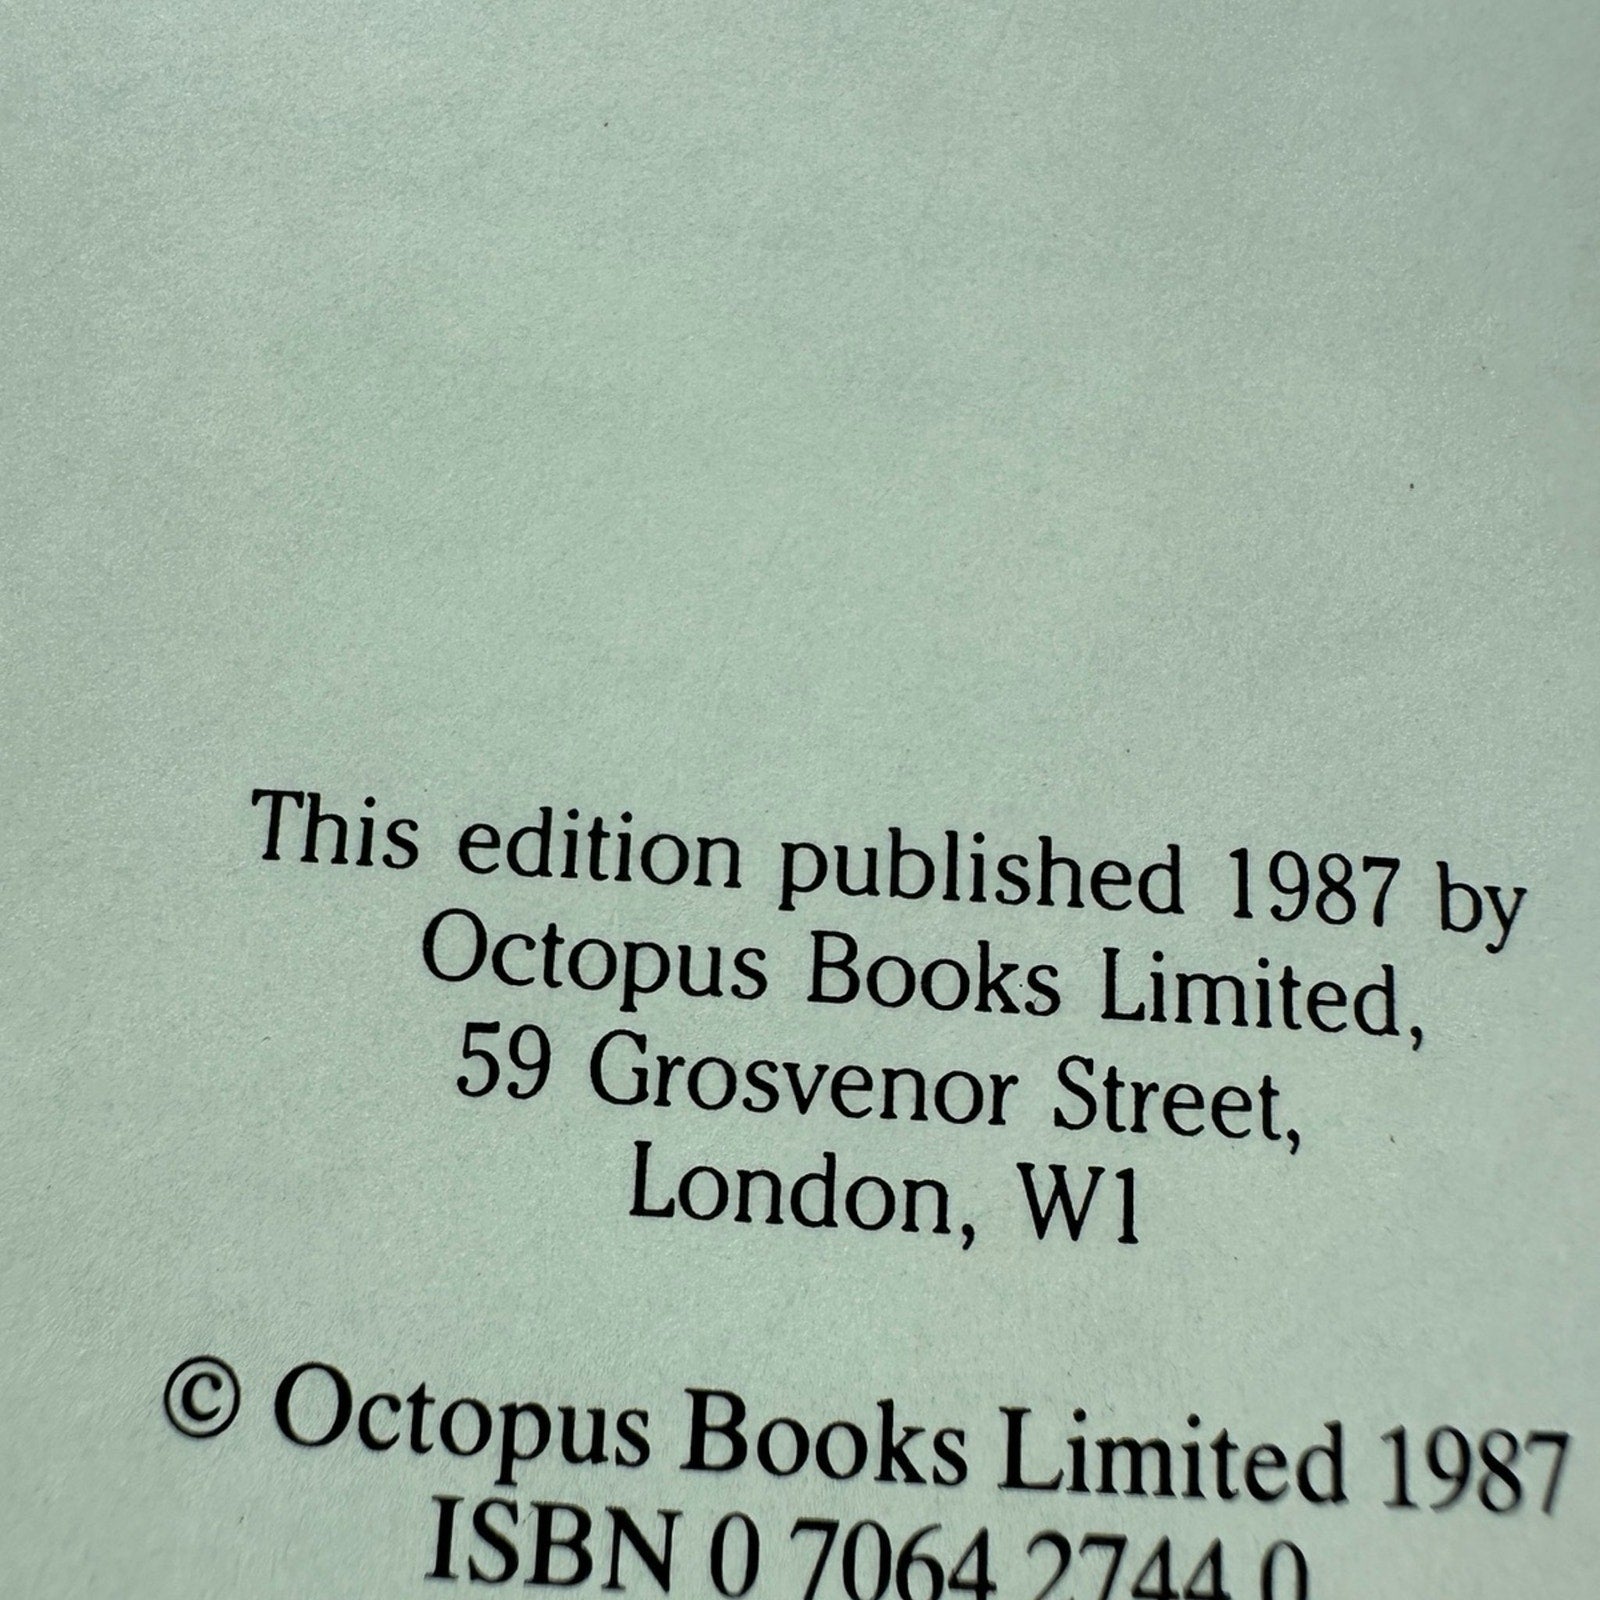 This edition published 1987 by
Octopus Books Limited,
59 Grosvenor Street,
London, W1
© Octopus Books Limited 1987
ISBN 0 7064 2744 0